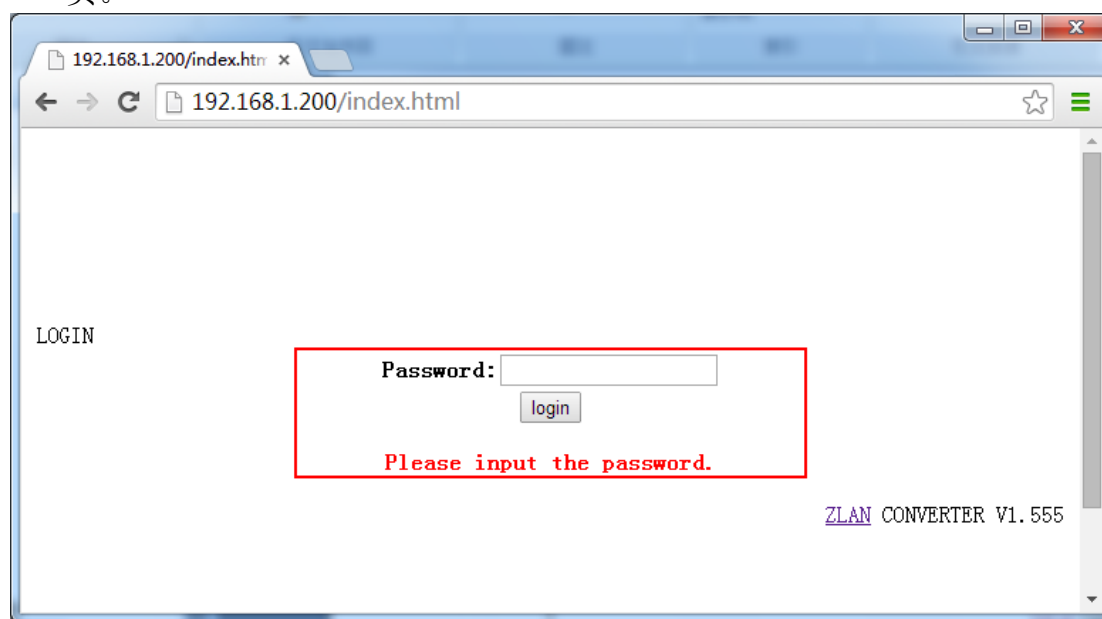 页。
192.168.1.200/index.htm
192.168.1.200/index.html
LOGIN
Password:
login
Please input the password.
ZLAN CONVERTER V1.555